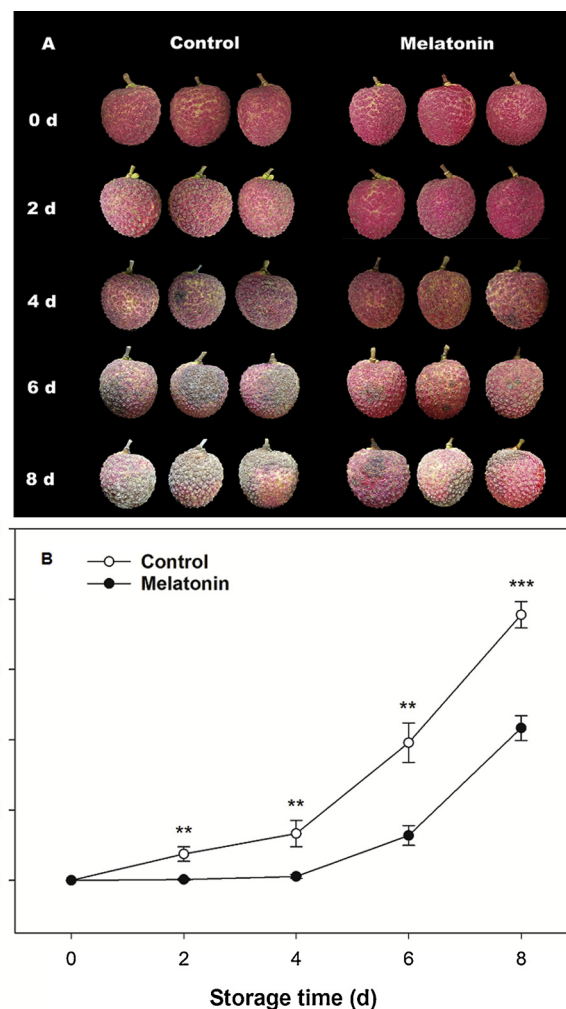 A Control Melatonin
0 d
2 d
4 d
6 d
8 d
B Control
Melatonin
***
**
**
**
0 2 4 6 8
Storage time (d)